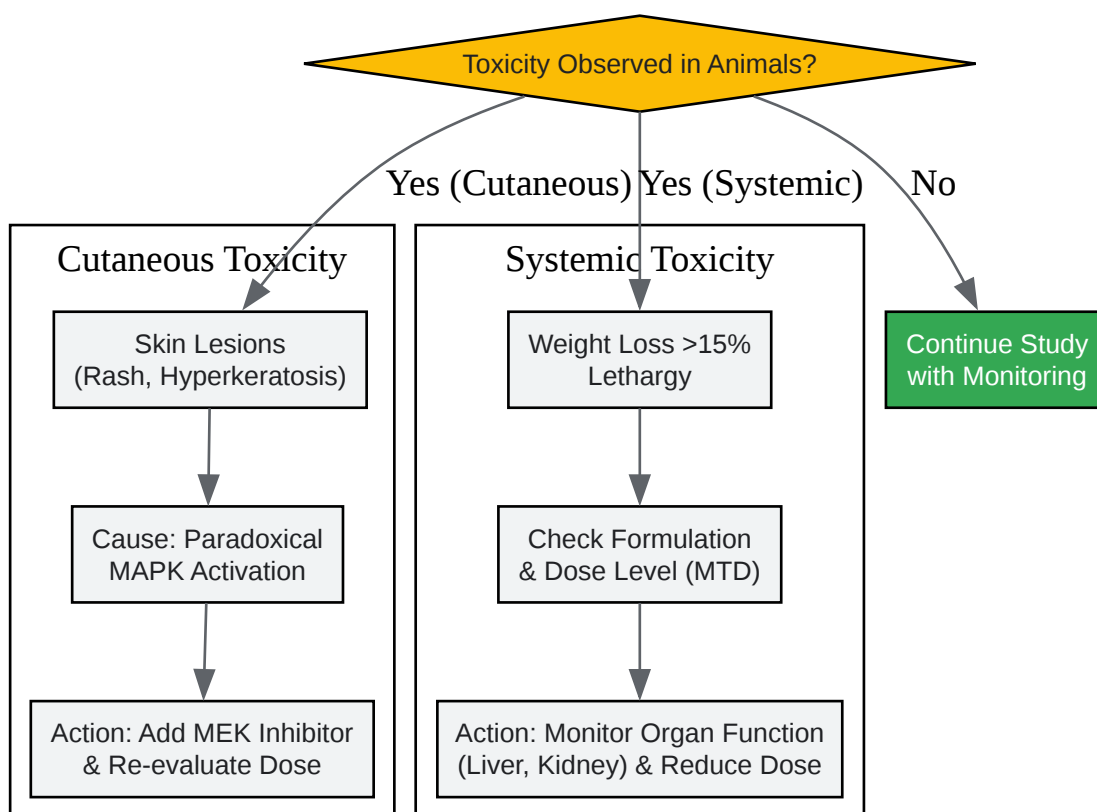 Toxicity Observed in Animals?
Yes (Cutaneous)
Yes (Systemic)
No
Cutaneous Toxicity
Skin Lesions
(Rash, Hyperkeratosis)
Cause: Paradoxical
MAPK Activation
Action: Add MEK Inhibitor
& Re-evaluate Dose
Systemic Toxicity
Weight Loss >15%
Lethargy
Check Formulation
& Dose Level (MTD)
Action: Monitor Organ Function
(Liver, Kidney) & Reduce Dose
Continue Study
with Monitoring